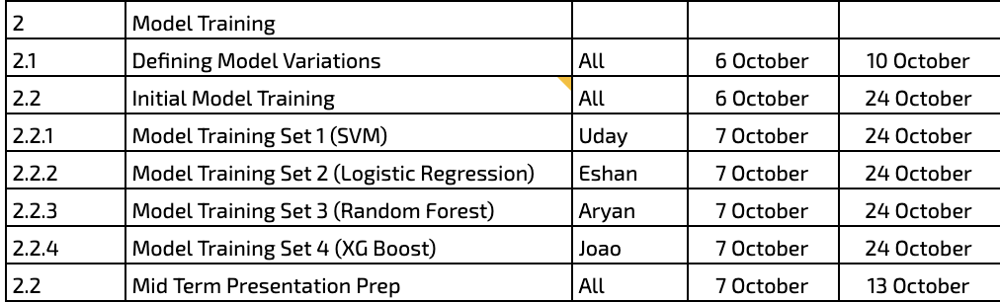 2 Model Training
2.1 Defining Model Variations All 6 October 10 October
2.2 Initial Model Training All 6 October 24 October
2.2.1 Model Training Set 1 (SVM) Uday 7 October 24 October
2.2.2 Model Training Set 2 (Logistic Regression) Eshan 7 October 24 October
2.2.3 Model Training Set 3 (Random Forest) Aryan 7 October 24 October
2.2.4 Model Training Set 4 (XG Boost) Joao 7 October 24 October
2.2 Mid Term Presentation Prep All 7 October 13 October